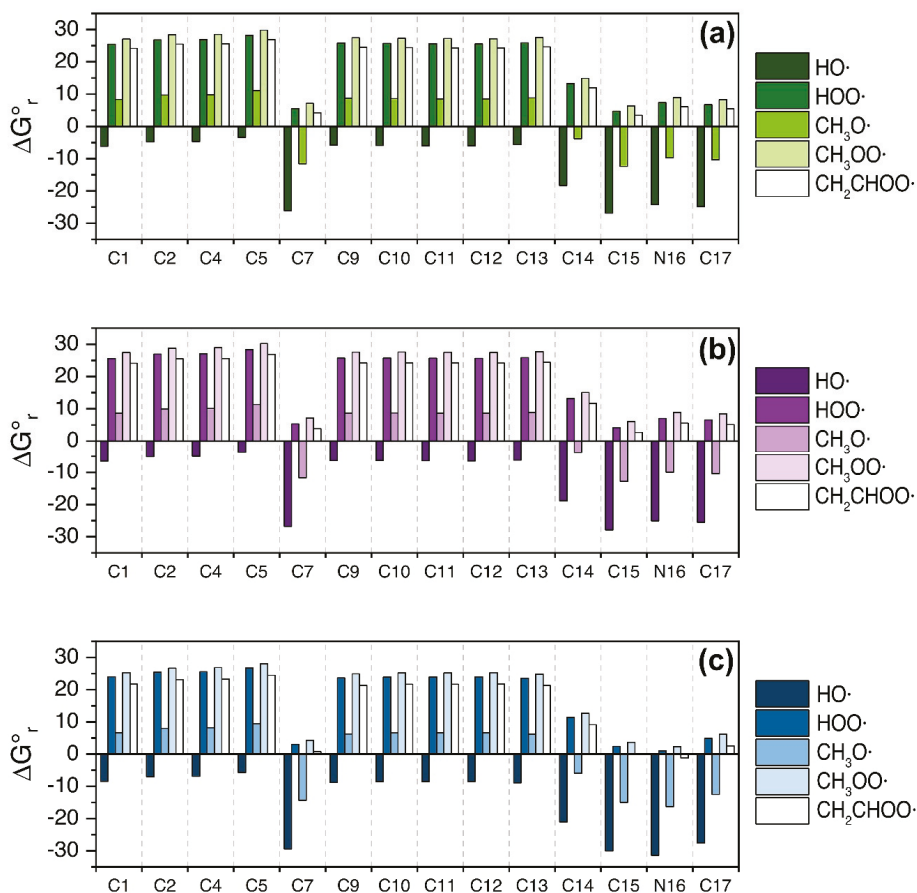 (a)
ΔG°r
30
20
10
0
-10
-20
-30
C1 C2 C4 C5 C7 C9 C10 C11 C12 C13 C14 C15 N16 C17
HO·
HOO·
CH3O·
CH3OO·
CH2CHOO·
(b)
ΔG°r
30
20
10
0
-10
-20
-30
C1 C2 C4 C5 C7 C9 C10 C11 C12 C13 C14 C15 N16 C17
HO·
HOO·
CH3O·
CH3OO·
CH2CHOO·
(c)
ΔG°r
30
20
10
0
-10
-20
-30
C1 C2 C4 C5 C7 C9 C10 C11 C12 C13 C14 C15 N16 C17
HO·
HOO·
CH3O·
CH3OO·
CH2CHOO·